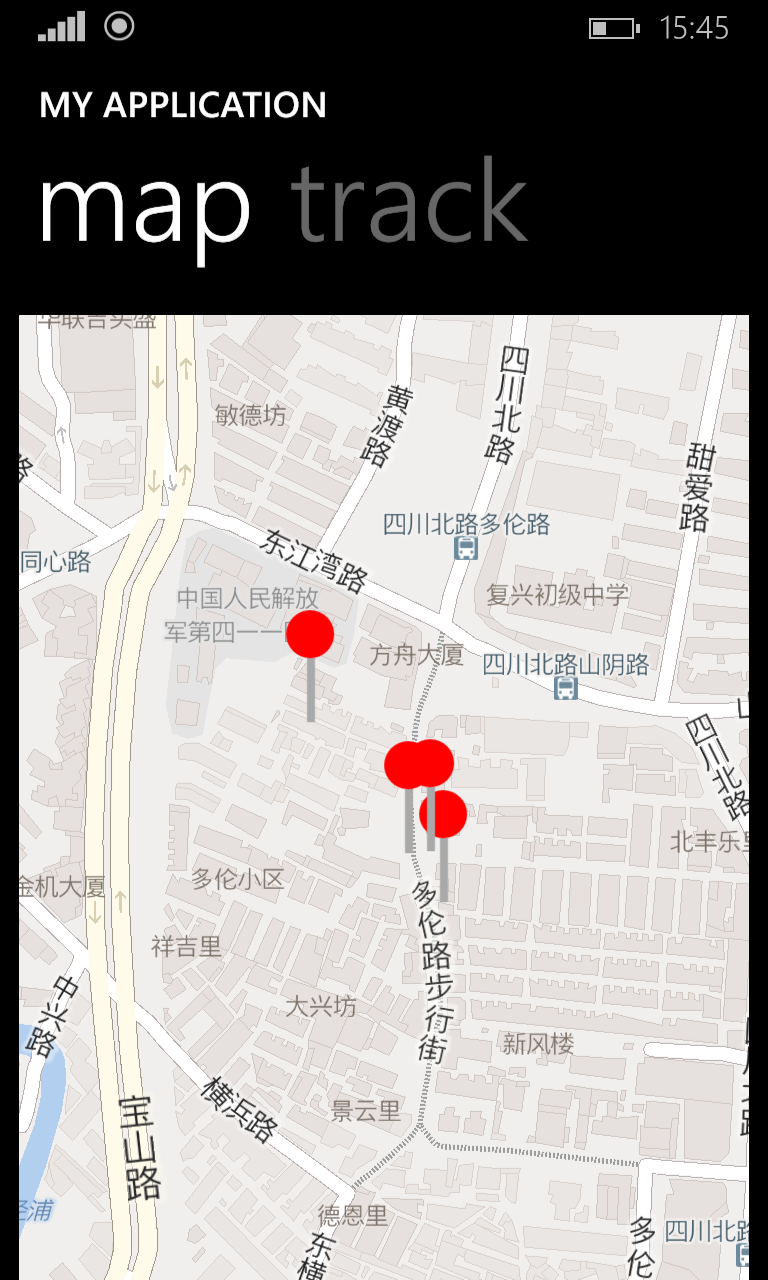 15:45
MY APPLICATION
map track
敏德坊
黄渡路
四川北路
甜爱路
四川北路多伦路
东江湾路
同心路
中国人民解放
军第四一一
复兴初级中学
方舟大厦
四川北路山阴路
四川北路
北丰乐里
多伦小区
金机大厦
多伦路步行街
祥吉里
中兴路
大兴坊
新风楼
横浜路
景云里
宝山路
德恩里
东横
多伦
四川北路